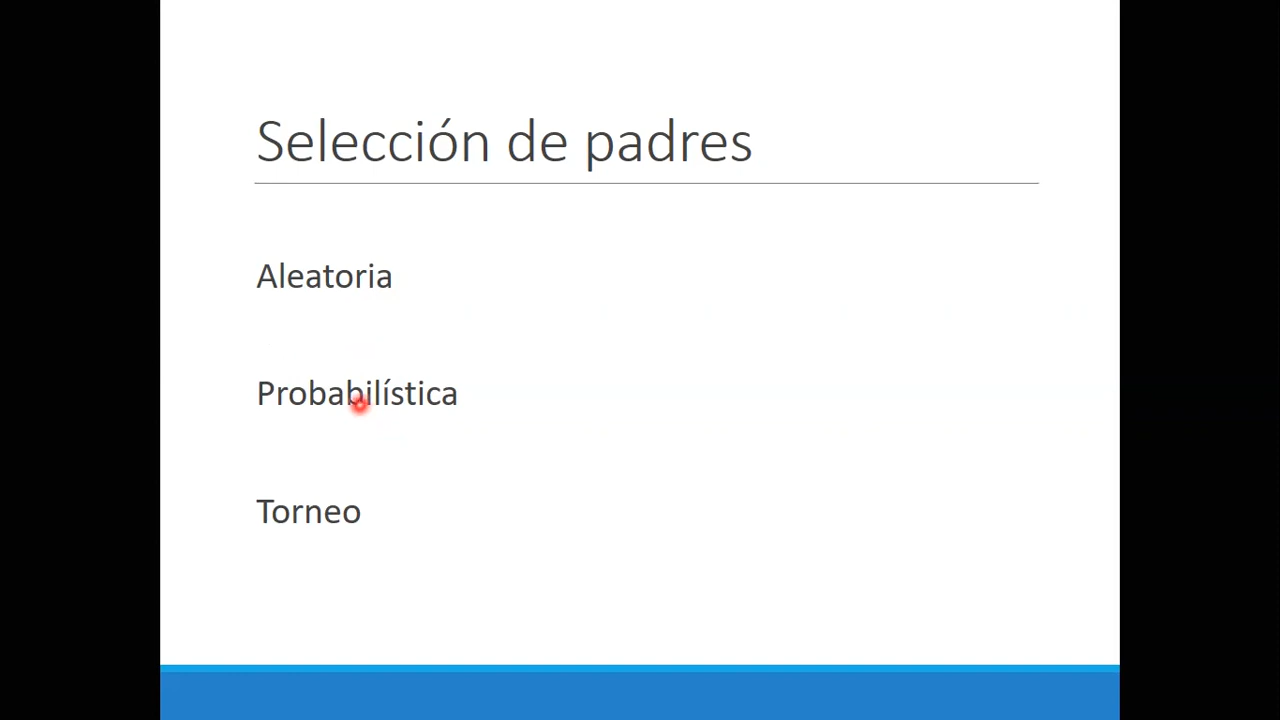 Selección de padres
Aleatoria
Probabilística
Torneo